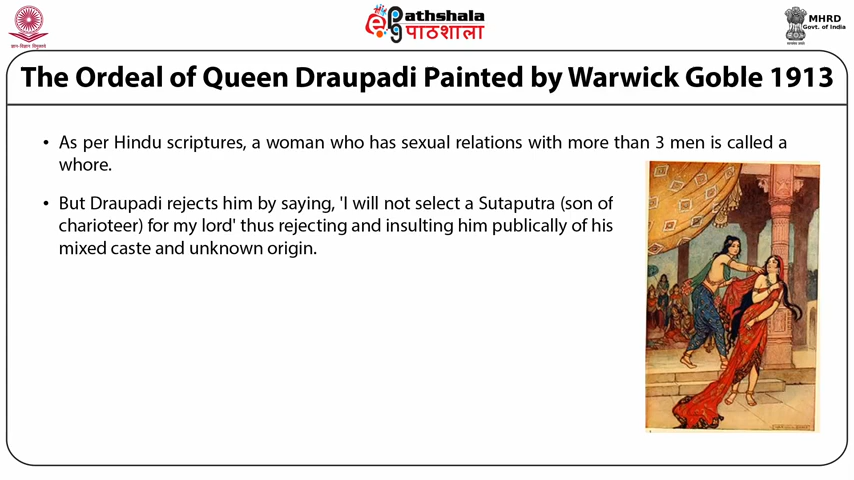 ज्ञान-विज्ञान विमुक्तये
e Pathshala
पाठशाला
MHRD
Govt. of India
The Ordeal of Queen Draupadi Painted by Warwick Goble 1913
• As per Hindu scriptures, a woman who has sexual relations with more than 3 men is called a
whore.
• But Draupadi rejects him by saying, 'I will not select a Sutaputra (son of
charioteer) for my lord' thus rejecting and insulting him publically of his
mixed caste and unknown origin.